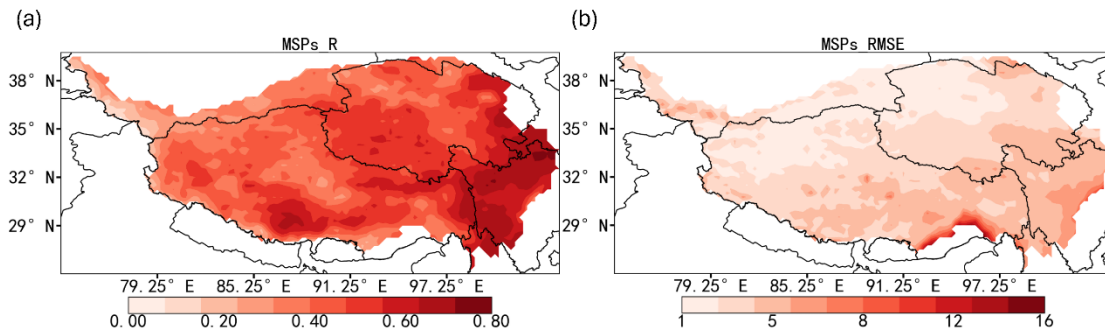 (a)
(b)
MSPs R
MSPs RMSE
38° N
35° N
32° N
29° N
79.25° E 85.25° E 91.25° E 97.25° E
0.00 0.20 0.40 0.60 0.80
38° N
35° N
32° N
29° N
79.25° E 85.25° E 91.25° E 97.25° E
1 5 8 12 16